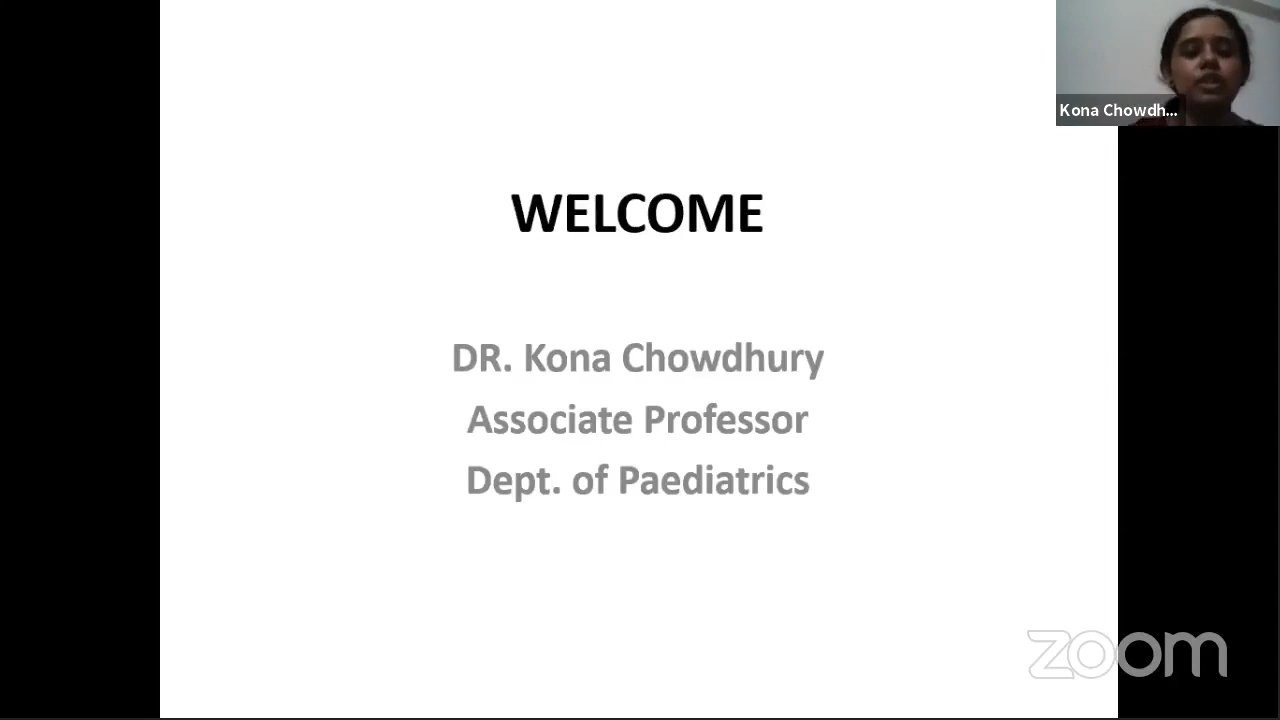 Kona Chowdh...
WELCOME
DR. Kona Chowdhury
Associate Professor
Dept. of Paediatrics
zoom